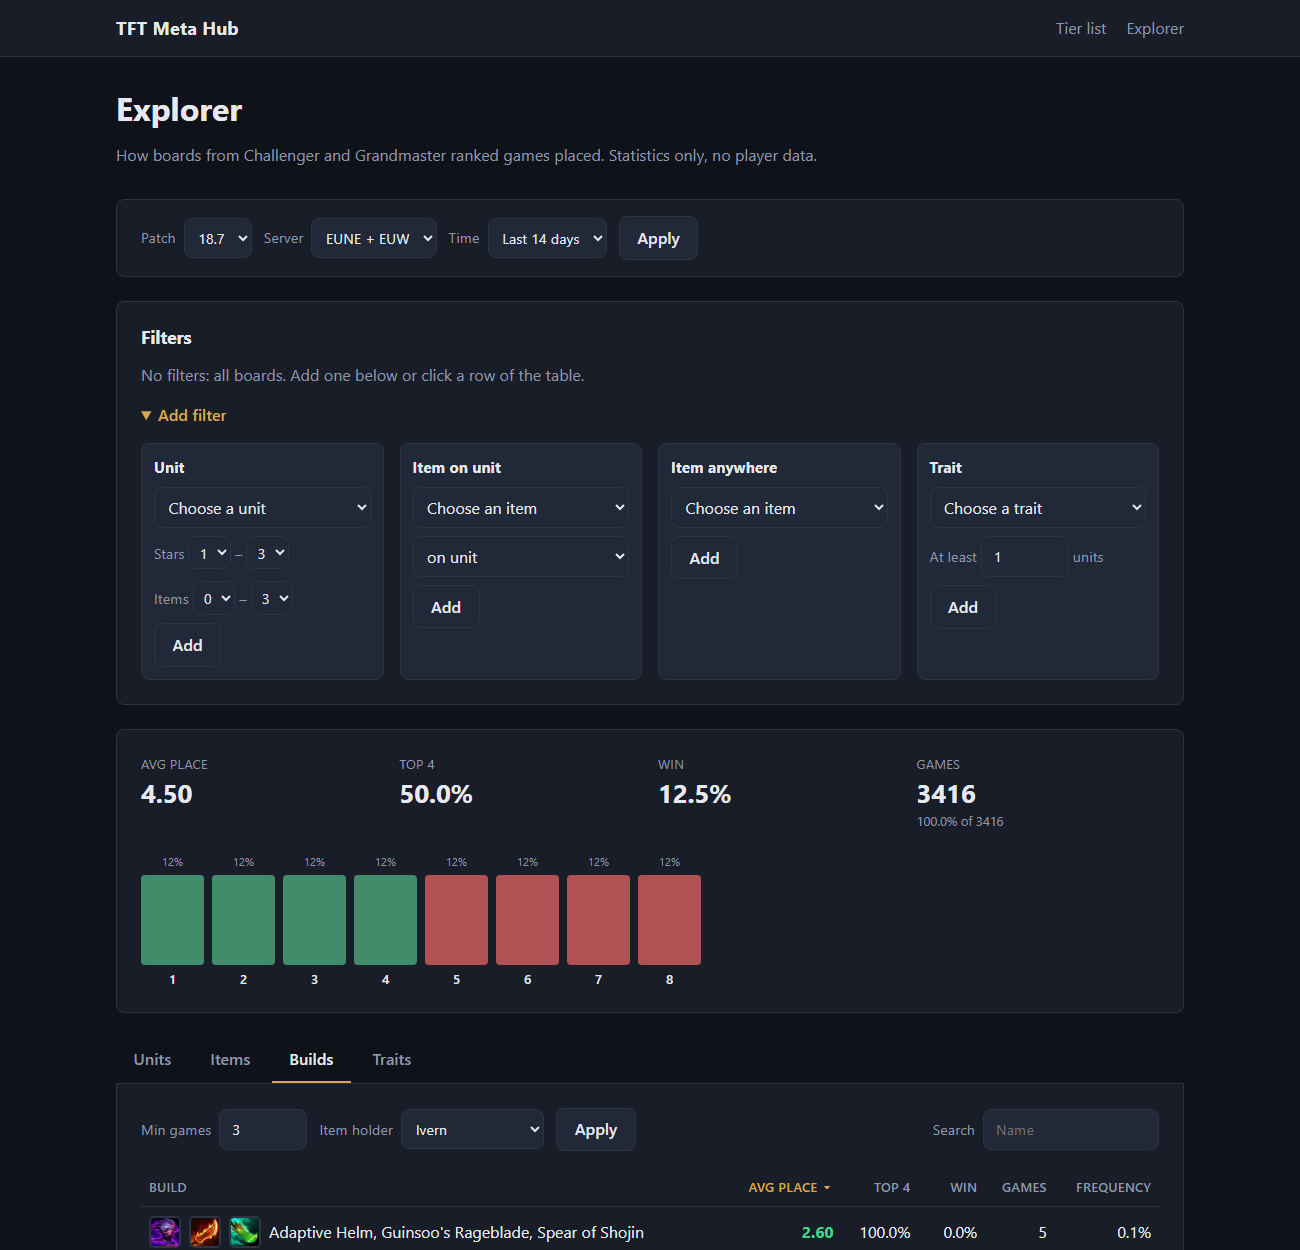 TFT Meta Hub
Tier list Explorer
Explorer
How boards from Challenger and Grandmaster ranked games placed. Statistics only, no player data.
Patch 18.7 Server EUNE + EUW Time Last 14 days Apply
Filters
No filters: all boards. Add one below or click a row of the table.
▼ Add filter
Unit
Choose a unit
Stars 1 – 3
Items 0 – 3
Add
Item on unit
Choose an item
on unit
Add
Item anywhere
Choose an item
Add
Trait
Choose a trait
At least 1 units
Add
AVG PLACE TOP 4 WIN GAMES
4.50 50.0% 12.5% 3416
100.0% of 3416
12% 12% 12% 12% 12% 12% 12% 12%
1 2 3 4 5 6 7 8
Units Items Builds Traits
Min games 3 Item holder Ivern Apply Search Name
BUILD AVG PLACE TOP 4 WIN GAMES FREQUENCY
Adaptive Helm, Guinsoo's Rageblade, Spear of Shojin 2.60 100.0% 0.0% 5 0.1%